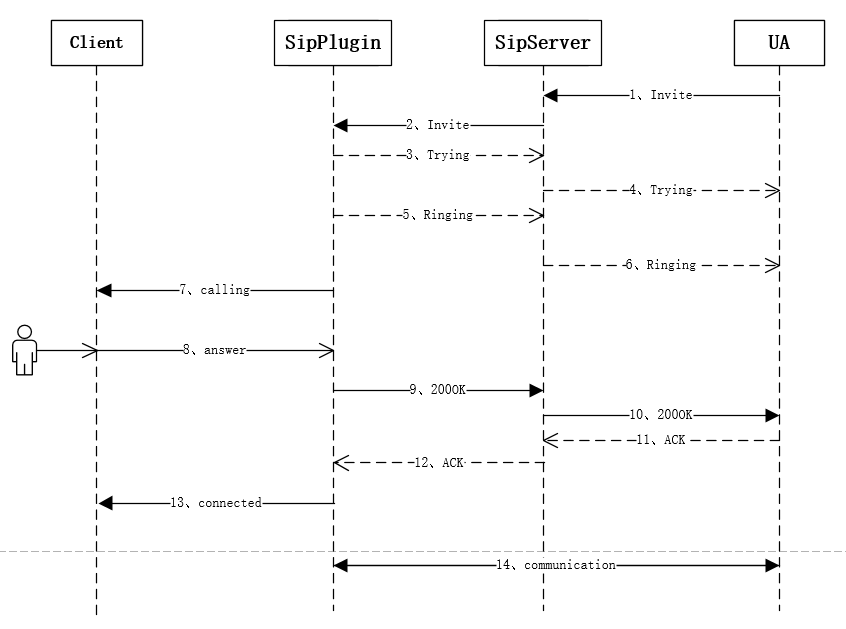 Client
SipPlugin
SipServer
UA
1、Invite
2、Invite
3、Trying
4、Trying
5、Ringing
6、Ringing
7、calling
8、answer
9、200OK
10、200OK
11、ACK
12、ACK
13、connected
14、communication